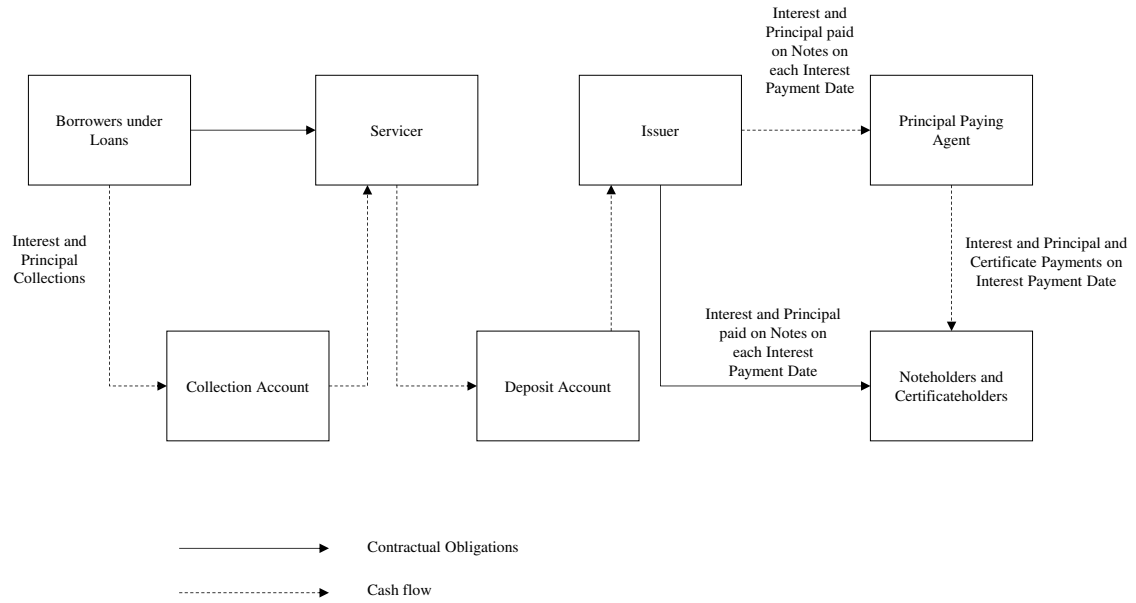 Interest and
Principal paid
on Notes on
each Interest
Payment Date
Borrowers under
Loans
Servicer
Issuer
Principal Paying
Agent
Interest and
Principal
Collections
Interest and Principal and
Certificate Payments on
Interest Payment Date
Interest and Principal
paid on Notes on
each Interest
Payment Date
Collection Account
Deposit Account
Noteholders and
Certificateholders
Contractual Obligations
Cash flow